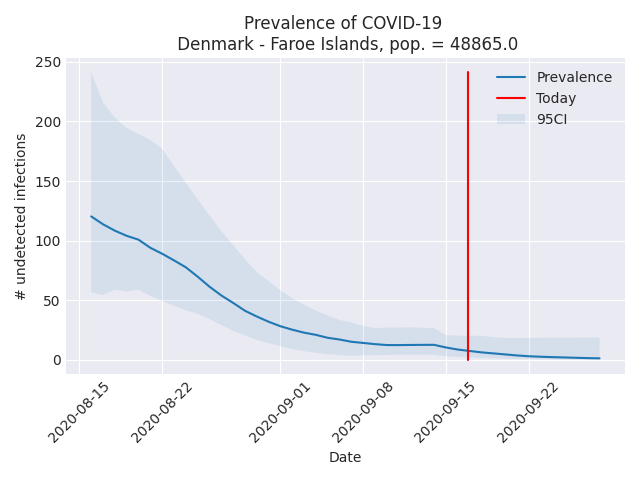 Prevalence of COVID-19
Denmark - Faroe Islands, pop. = 48865.0
250
200
150
100
50
0
# undetected infections
Prevalence
Today
95CI
2020-08-15
2020-08-22
2020-09-01
2020-09-08
2020-09-15
2020-09-22
Date